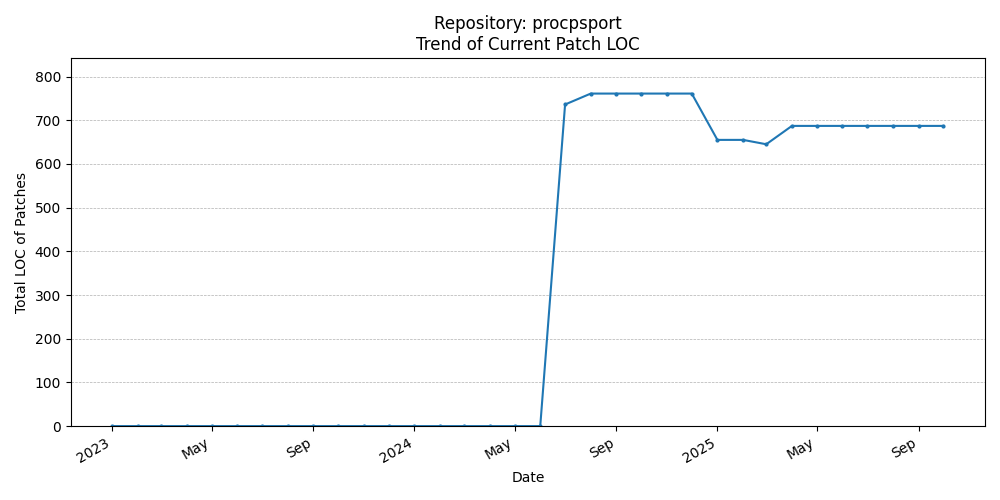 Repository: procpsport
Trend of Current Patch LOC
Total LOC of Patches
800
700
600
500
400
300
200
100
0
2023
May
Sep
2024
May
Sep
2025
May
Sep
Date